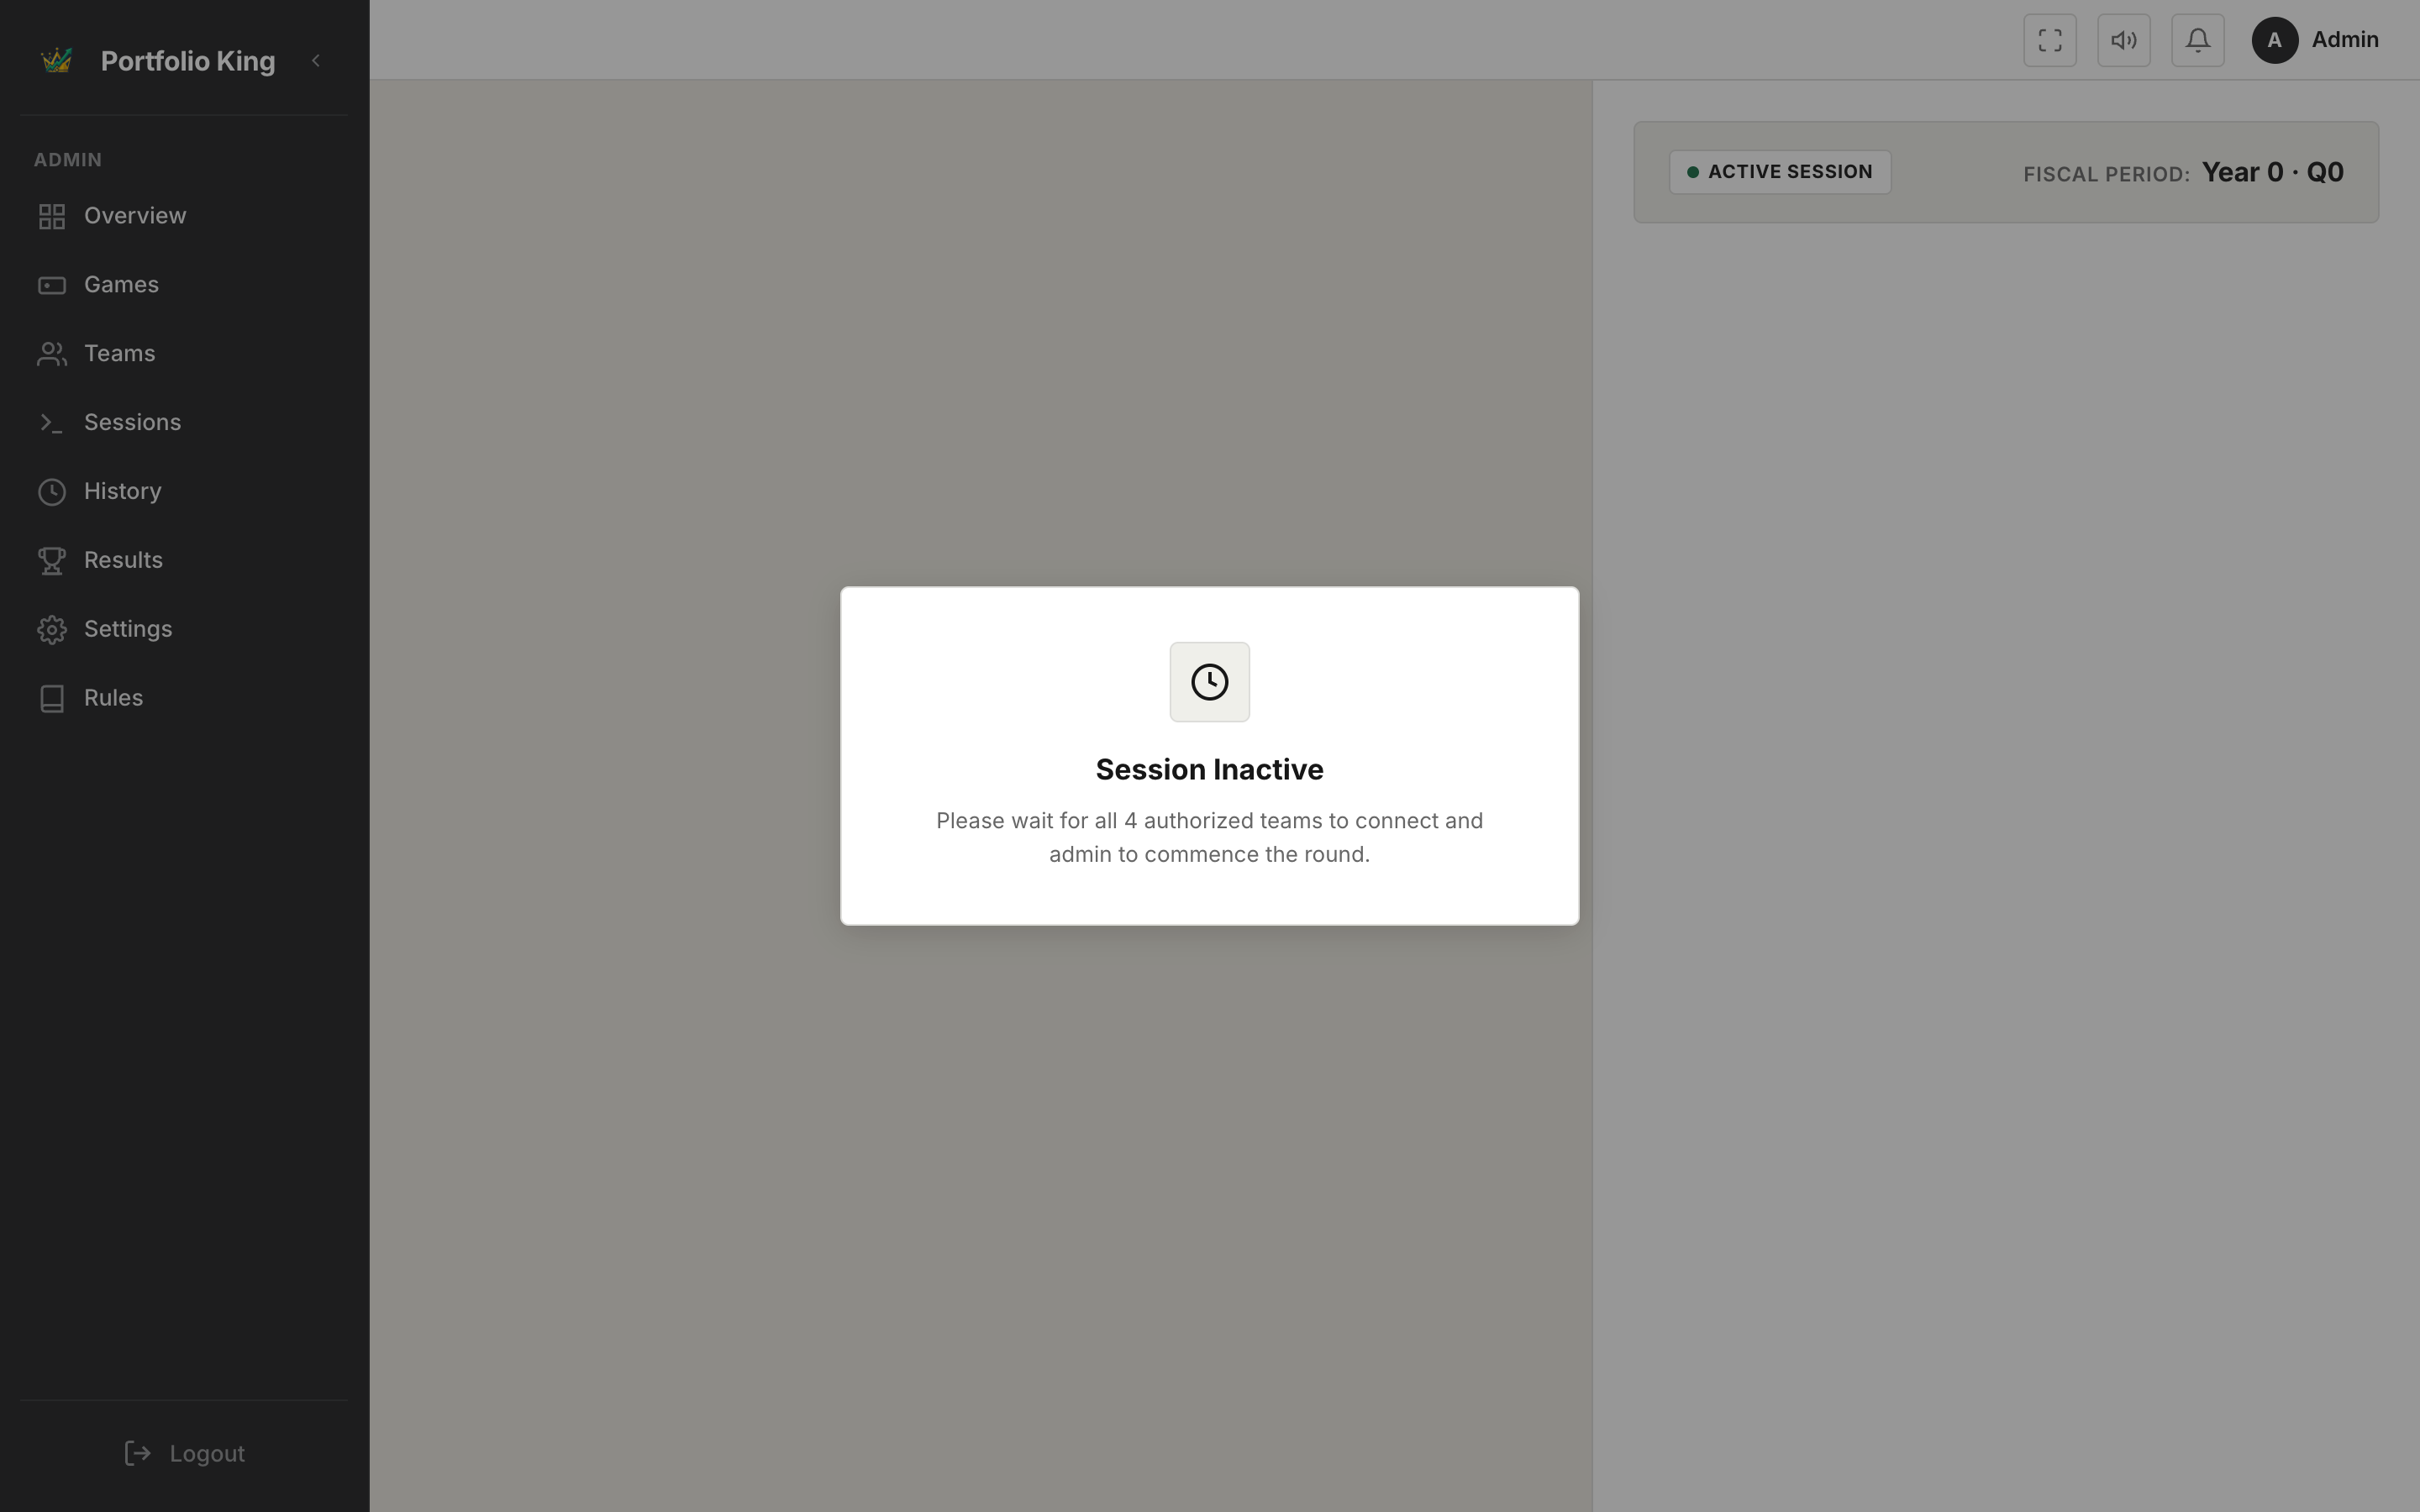 Portfolio King
ADMIN
Overview
Games
Teams
Sessions
History
Results
Settings
Rules
Logout
A Admin
ACTIVE SESSION
FISCAL PERIOD: Year 0 · Q0
Session Inactive
Please wait for all 4 authorized teams to connect and
admin to commence the round.